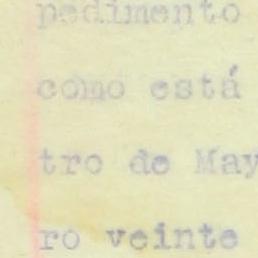 pedimento
como está
tro de May
ro veinte